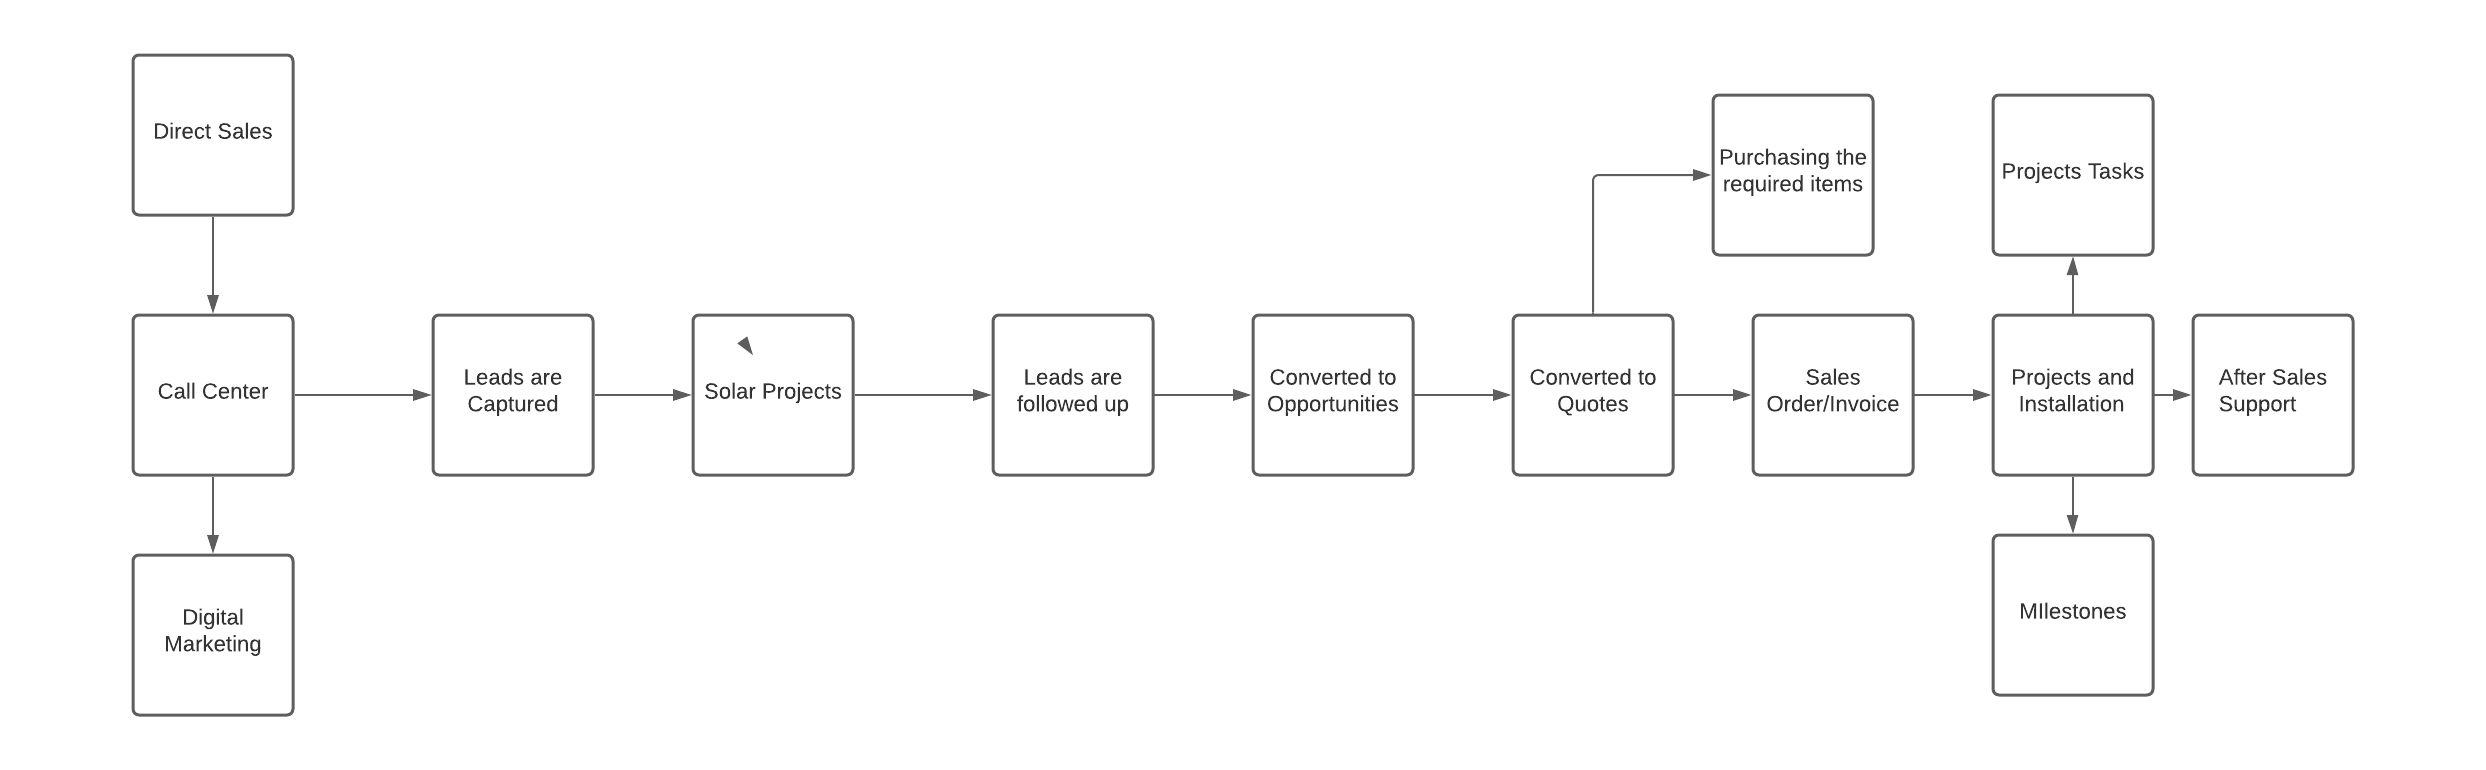 Direct Sales
Purchasing the
required items
Projects Tasks
Call Center
Leads are
Captured
Solar Projects
Leads are
followed up
Converted to
Opportunities
Converted to
Quotes
Sales
Order/Invoice
Projects and
Installation
After Sales
Support
Digital
Marketing
MIlestones